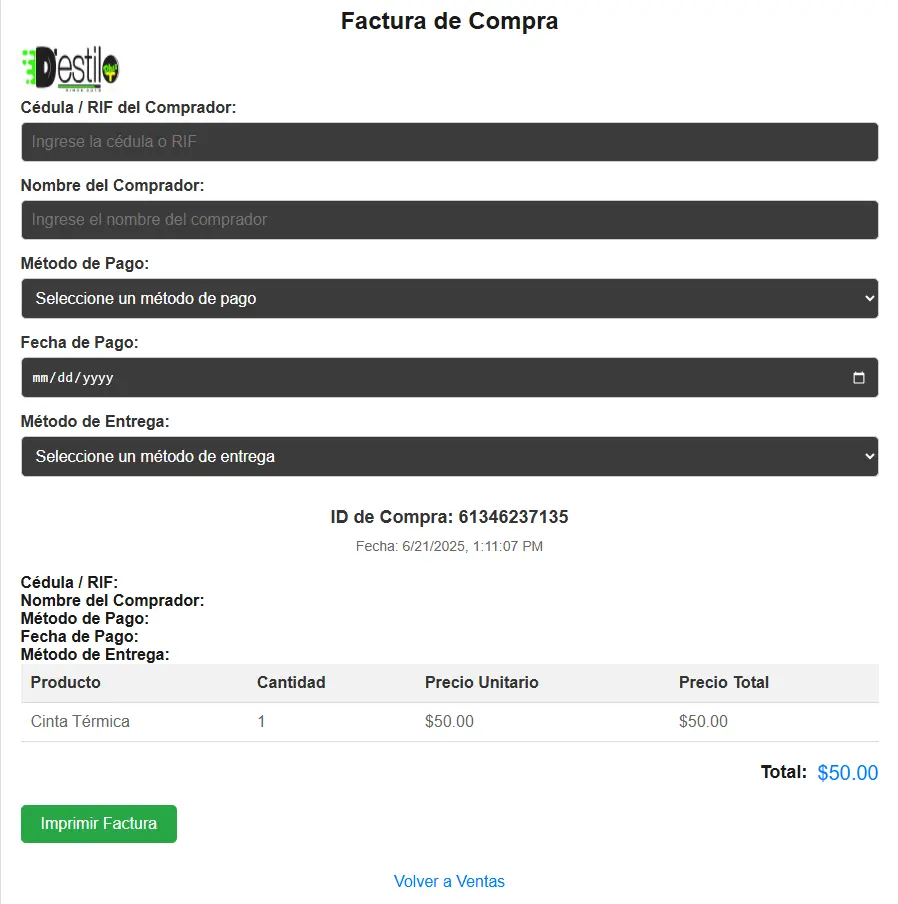 Factura de Compra
D'estilo
Cédula / RIF del Comprador:
Ingrese la cédula o RIF
Nombre del Comprador:
Ingrese el nombre del comprador
Método de Pago:
Seleccione un método de pago
Fecha de Pago:
mm/dd/yyyy
Método de Entrega:
Seleccione un método de entrega
ID de Compra: 61346237135
Fecha: 6/21/2025, 1:11:07 PM
Cédula / RIF:
Nombre del Comprador:
Método de Pago:
Fecha de Pago:
Método de Entrega:
Producto Cantidad Precio Unitario Precio Total
Cinta Térmica 1 $50.00 $50.00
Total: $50.00
Imprimir Factura
Volver a Ventas